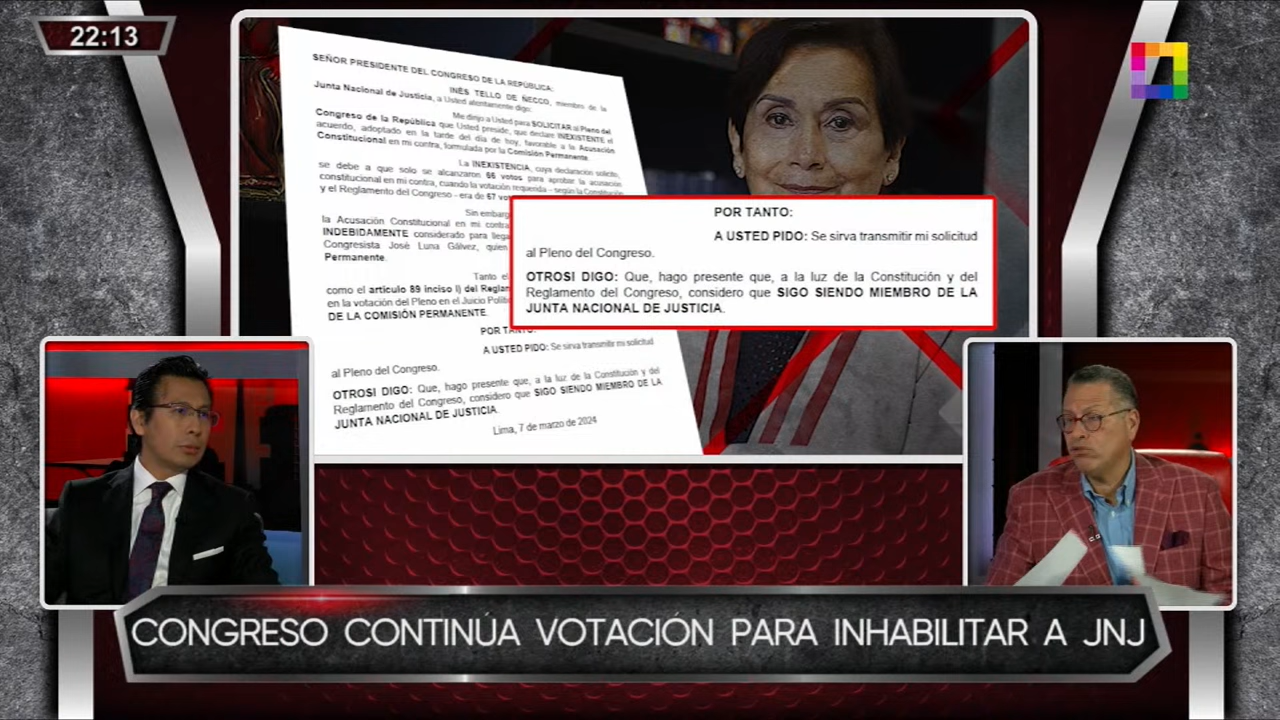 22:13
SEÑOR PRESIDENTE DEL CONGRESO DE LA REPÚBLICA:
INÉS TELLO DE ÑECCO, miembro de la
Junta Nacional de Justicia, a Usted atentamente digo:
Me dirijo a Usted para SOLICITAR al Pleno del
Congreso de la República que Usted preside, que declare INEXISTENTE el
acuerdo, adoptado en la tarde del día de hoy, favorable a la Acusación
Constitucional en mi contra, formulada por la Comisión Permanente.
La INEXISTENCIA, cuya declaración solicito,
se debe a que solo se alcanzaron 66 votos para aprobar la acusación
constitucional en mi contra, cuando la votación requerida – según la Constitución
y el Reglamento del Congreso - era de 67
Sin
la Acusación Constitucional en mi
INDEBIDAMENTE considerado para
Congresista José Luna Gálvez, quien
Permanente.
Tanto el
como el artículo 89 inciso i) del
en la votación del Pleno en el Juicio
DE LA COMISIÓN PERMANENTE.
POR TANTO:
A USTED PIDO: Se sirva transmitir mi solicitud
al Pleno del Congreso.
OTROSI DIGO: Que, hago presente que, a la luz de la Constitución y del
Reglamento del Congreso, considero que SIGO SIENDO MIEMBRO DE LA
JUNTA NACIONAL DE JUSTICIA.
Lima, 7 de marzo de 2024
POR TANTO:
A USTED PIDO: Se sirva transmitir mi solicitud
al Pleno del Congreso.
OTROSI DIGO: Que, hago presente que, a la luz de la Constitución y del
Reglamento del Congreso, considero que SIGO SIENDO MIEMBRO DE LA
JUNTA NACIONAL DE JUSTICIA.
CONGRESO CONTINÚA VOTACIÓN PARA INHABILITAR A JNJ